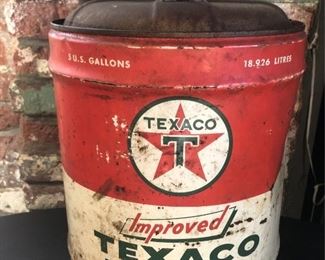 5 U.S. GALLONS 18.926 LITRES
TEXACO
T
Improved
TEXACO